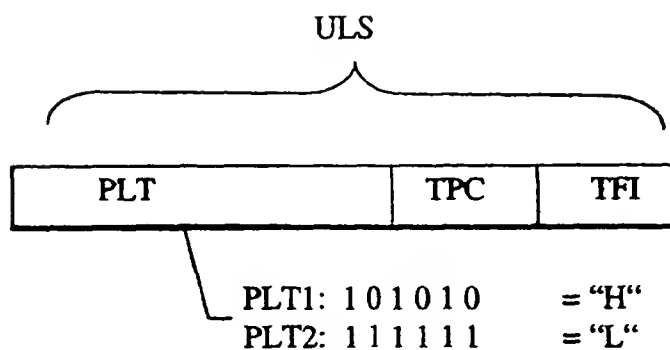 ULS
PLT TPC TFI
PLT1: 1 0 1 0 1 0 = “H“
PLT2: 1 1 1 1 1 1 = “L“